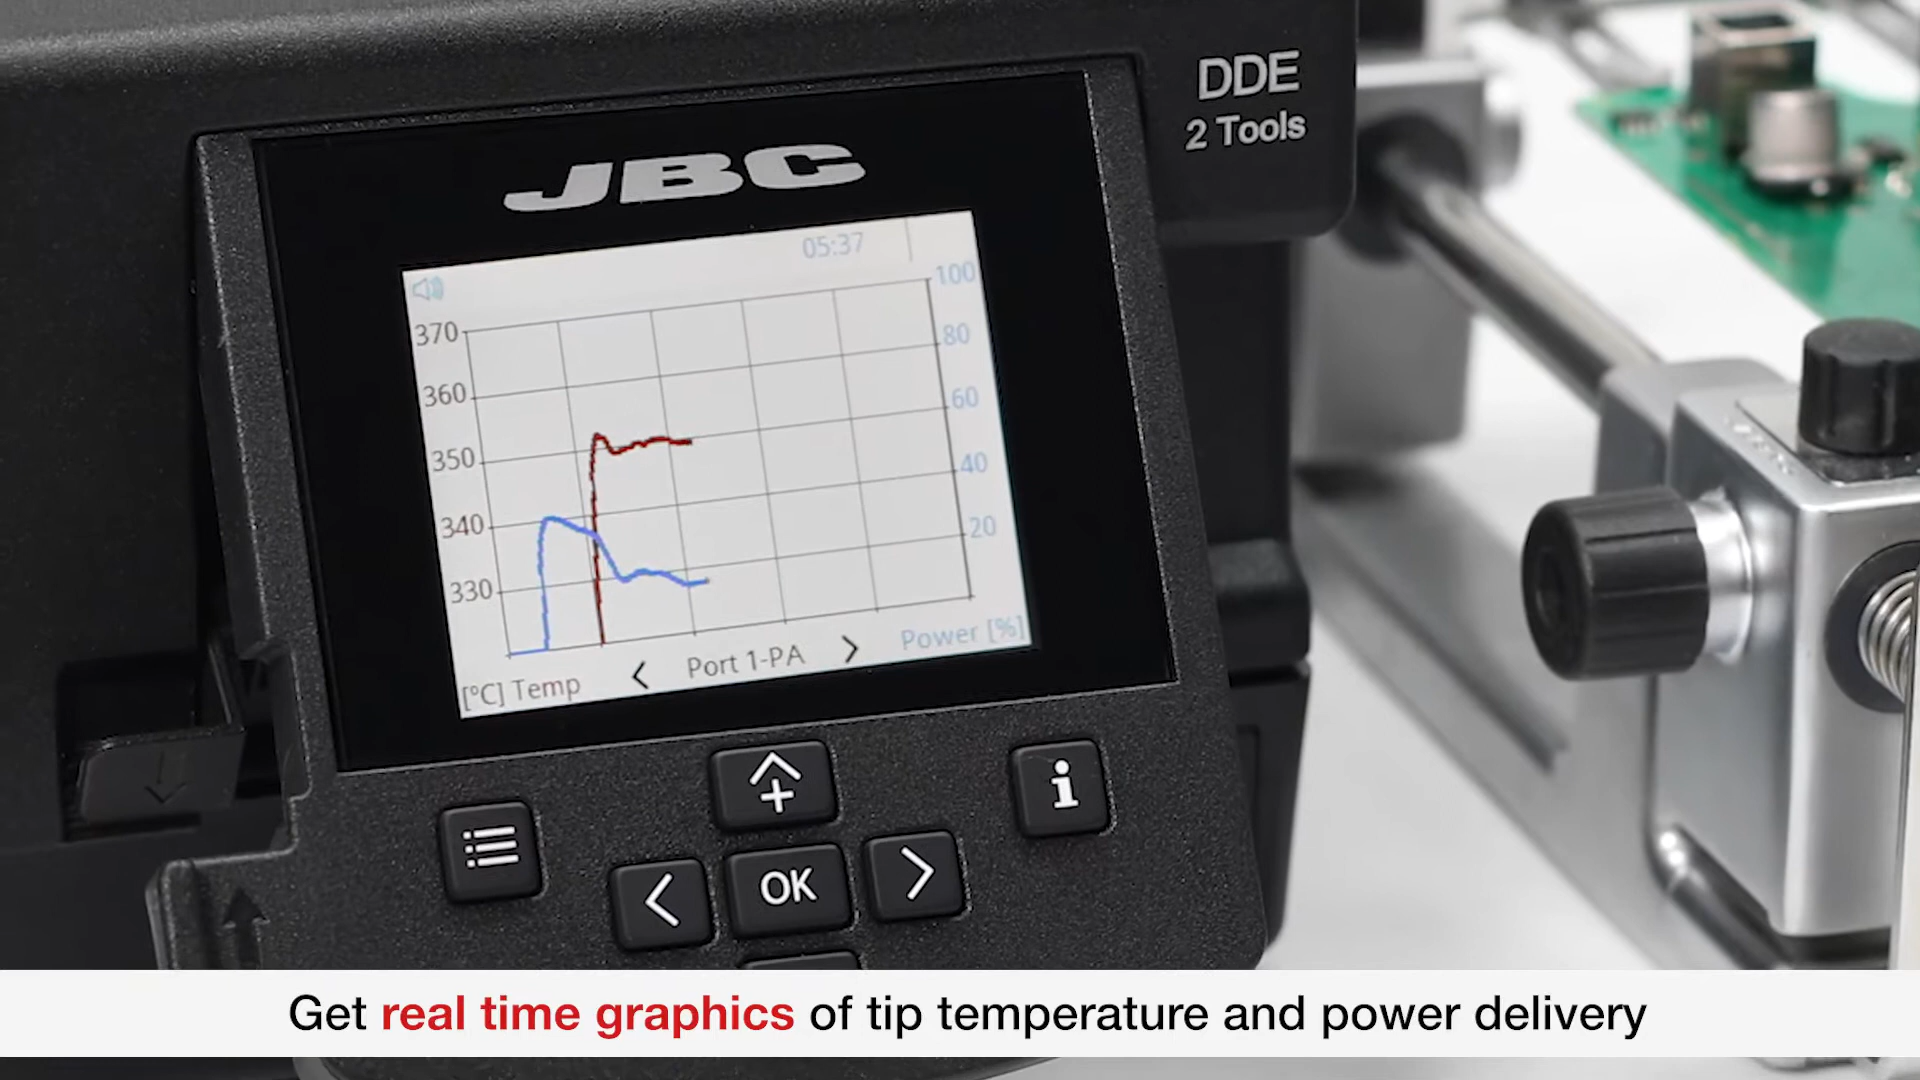 DDE
2 Tools
JBC
05:37
100
370
80
360
60
350
40
340
20
330
[ºC] Temp
< Port 1-PA >
Power [%]
OK
Get real time graphics of tip temperature and power delivery